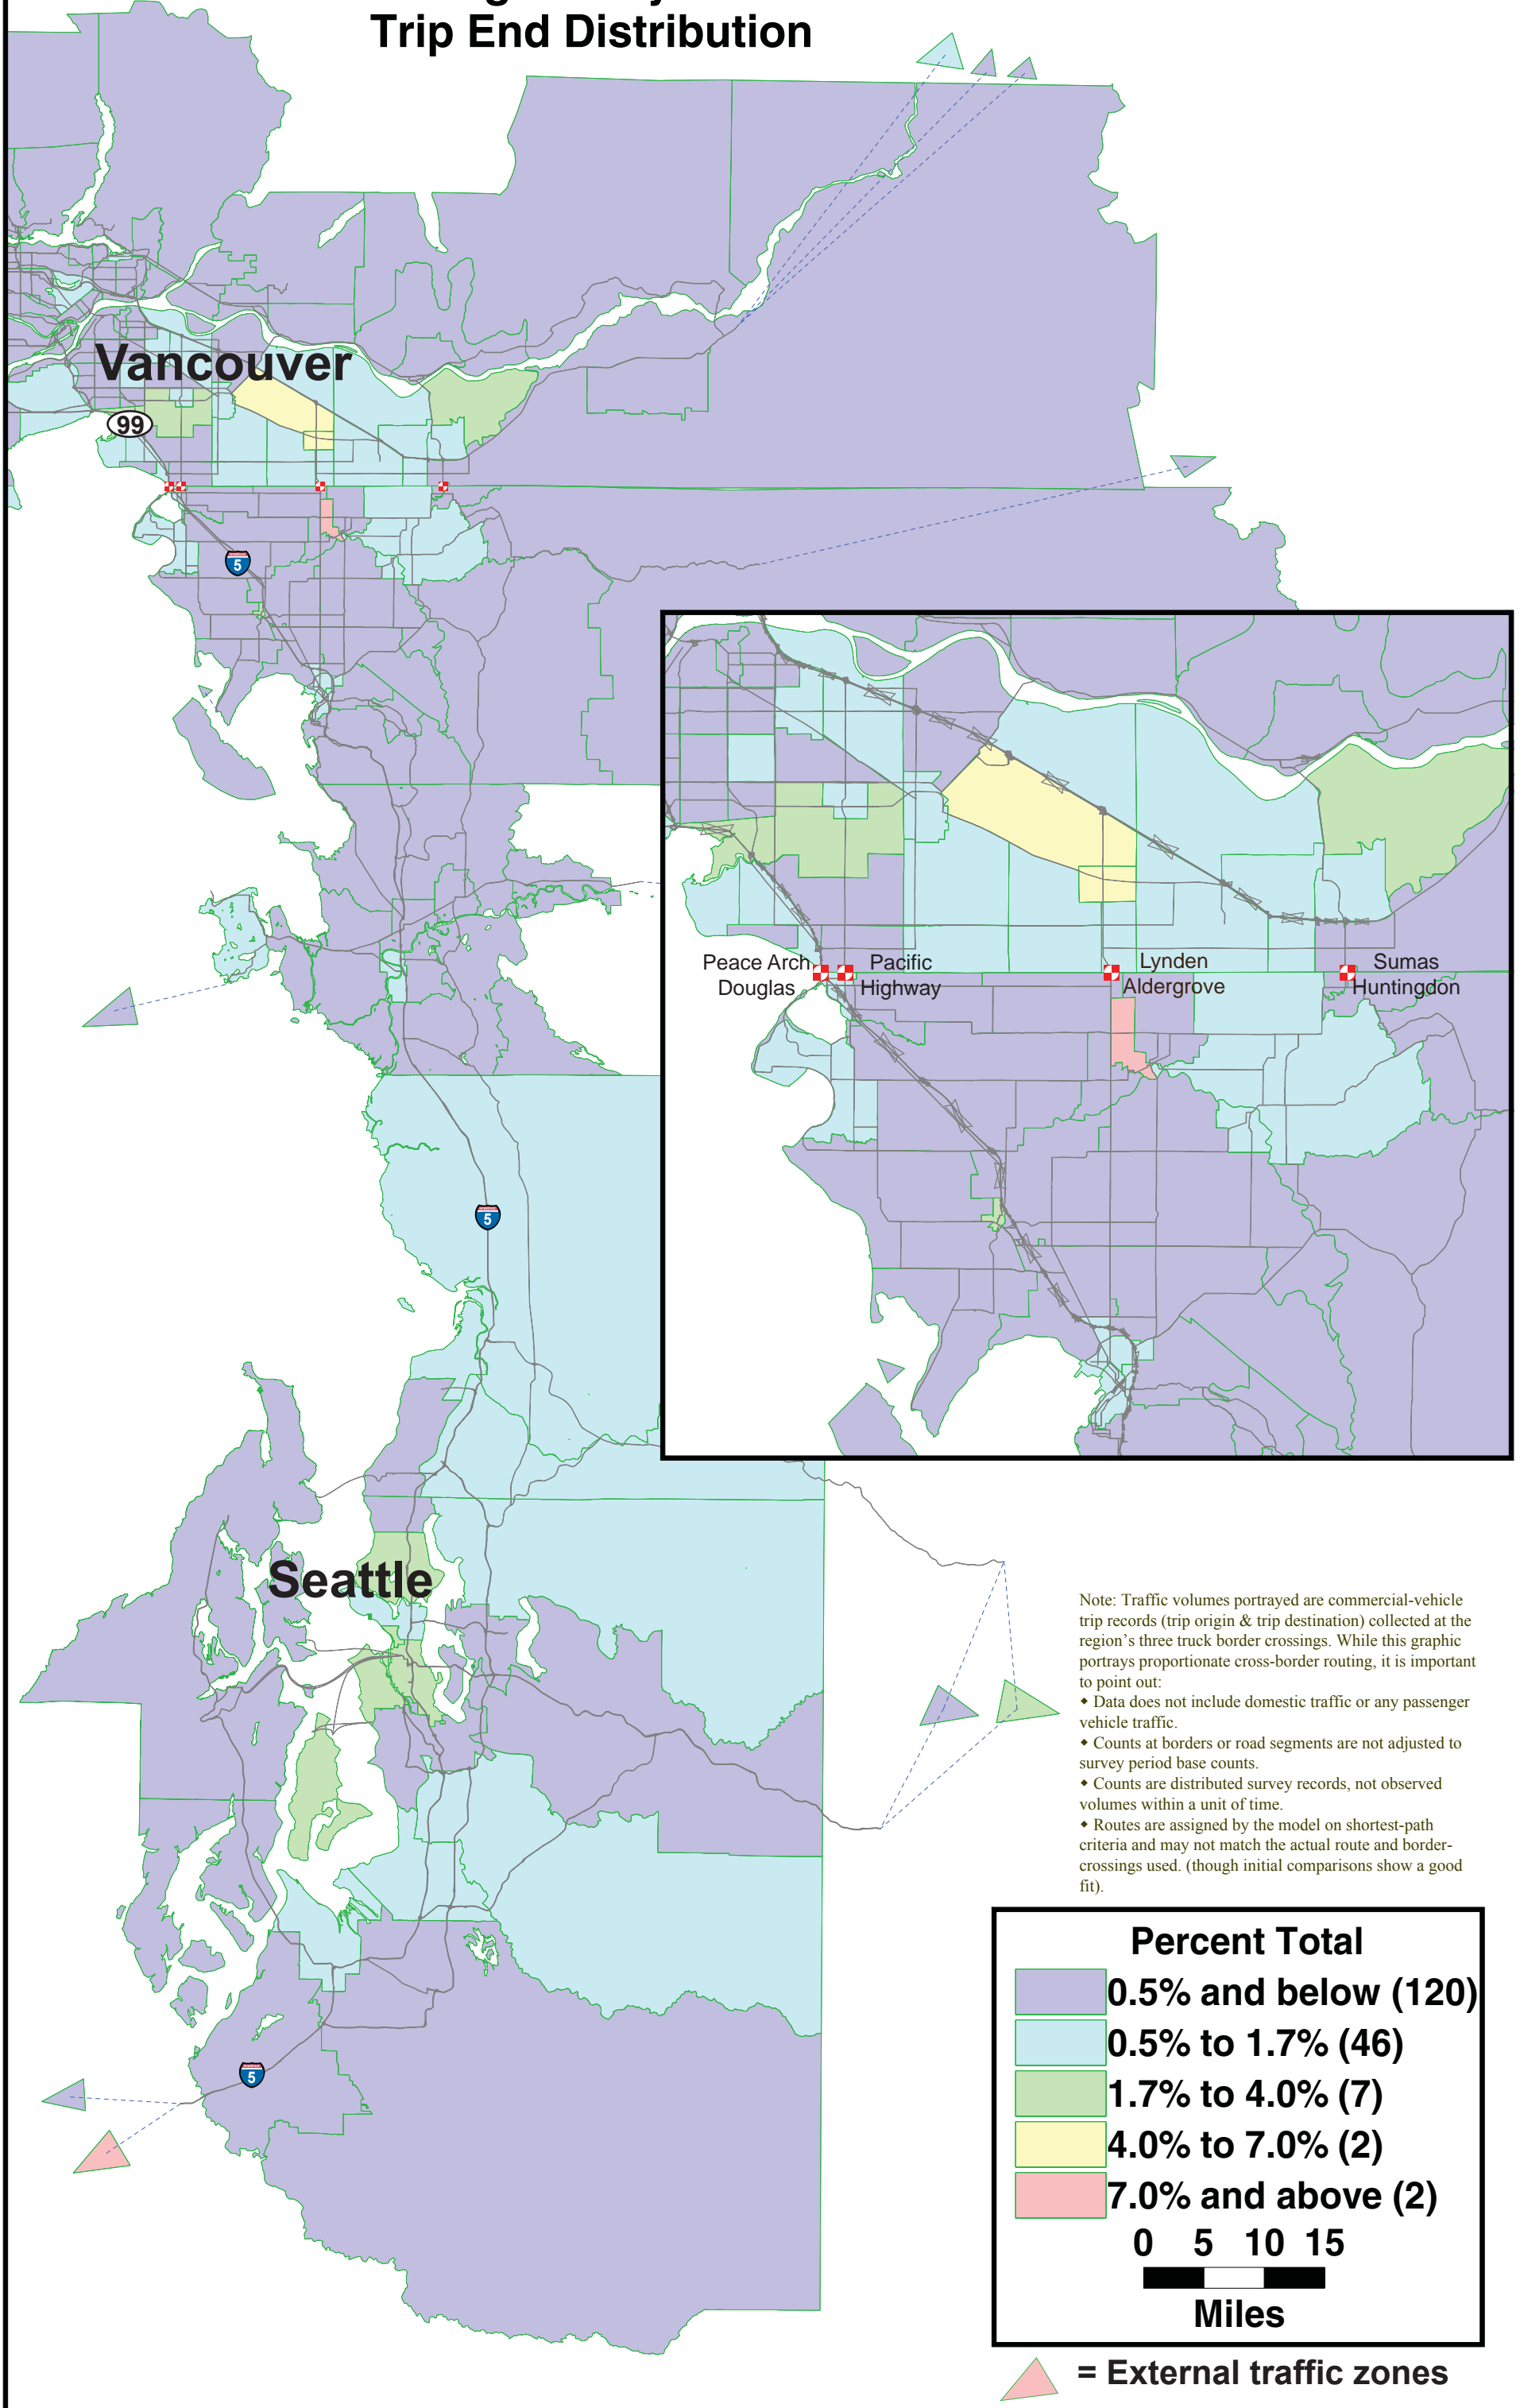 Trip End Distribution
Vancouver
99
5
Peace Arch
Douglas
Pacific
Highway
Lynden
Aldergrove
Sumas
Huntingdon
5
Seattle
Note: Traffic volumes portrayed are commercial-vehicle
trip records (trip origin & trip destination) collected at the
region's three truck border crossings. While this graphic
portrays proportionate cross-border routing, it is important
to point out:
◆ Data does not include domestic traffic or any passenger
vehicle traffic.
◆ Counts at borders or road segments are not adjusted to
survey period base counts.
◆ Counts are distributed survey records, not observed
volumes within a unit of time.
◆ Routes are assigned by the model on shortest-path
criteria and may not match the actual route and border-
crossings used. (though initial comparisons show a good
fit).
Percent Total
0.5% and below (120)
0.5% to 1.7% (46)
1.7% to 4.0% (7)
4.0% to 7.0% (2)
7.0% and above (2)
0 5 10 15
Miles
5
= External traffic zones